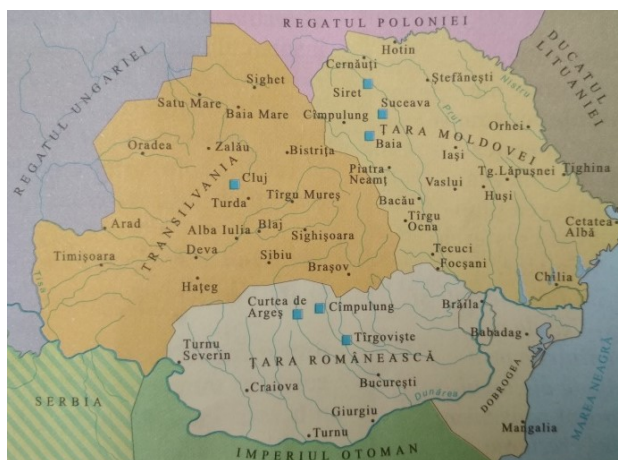 REGATUL POLONIEI
DUCATUL
LITUANIEI
REGATUL UNGARIEI
Hotin
Cernăuți
Ștefănești
Nistru
Sighet
Siret
Satu Mare
Suceava
Prut
Baia Mare
Cîmpulung
ȚARA MOLDOVEI
Orhei
Oradea
Zalău
Baia
Iași
Bistrița
Tighina
Piatra
Neamț
Tg.Lăpușnei
Cluj
Vaslui
Huși
TRANSILVANIA
Turda
Tîrgu Mureș
Bacău
Arad
Tîrgu
Ocna
Cetatea
Albă
Alba Iulia
Blaj
Sighișoara
Timișoara
Deva
Tecuci
Sibiu
Focșani
Tisa
Hațeg
Brașov
Chilia
Curtea de
Argeș
Cîmpulung
Brăila
Babadag
Turnu
Severin
Tîrgoviște
ȚARA ROMÂNEASCĂ
DOBROGEA
MAREA NEAGRĂ
SERBIA
Craiova
București
Dunărea
Giurgiu
Mangalia
Turnu
IMPERIUL OTOMAN